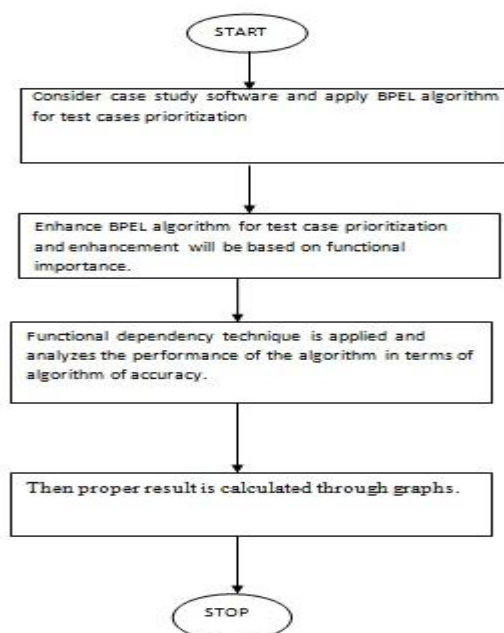 START
Consider case study software and apply BPEL algorithm
for test cases prioritization
Enhance BPEL algorithm for test case prioritization
and enhancement will be based on functional
importance.
Functional dependency technique is applied and
analyzes the performance of the algorithm in terms of
algorithm of accuracy.
Then proper result is calculated through graphs.
STOP